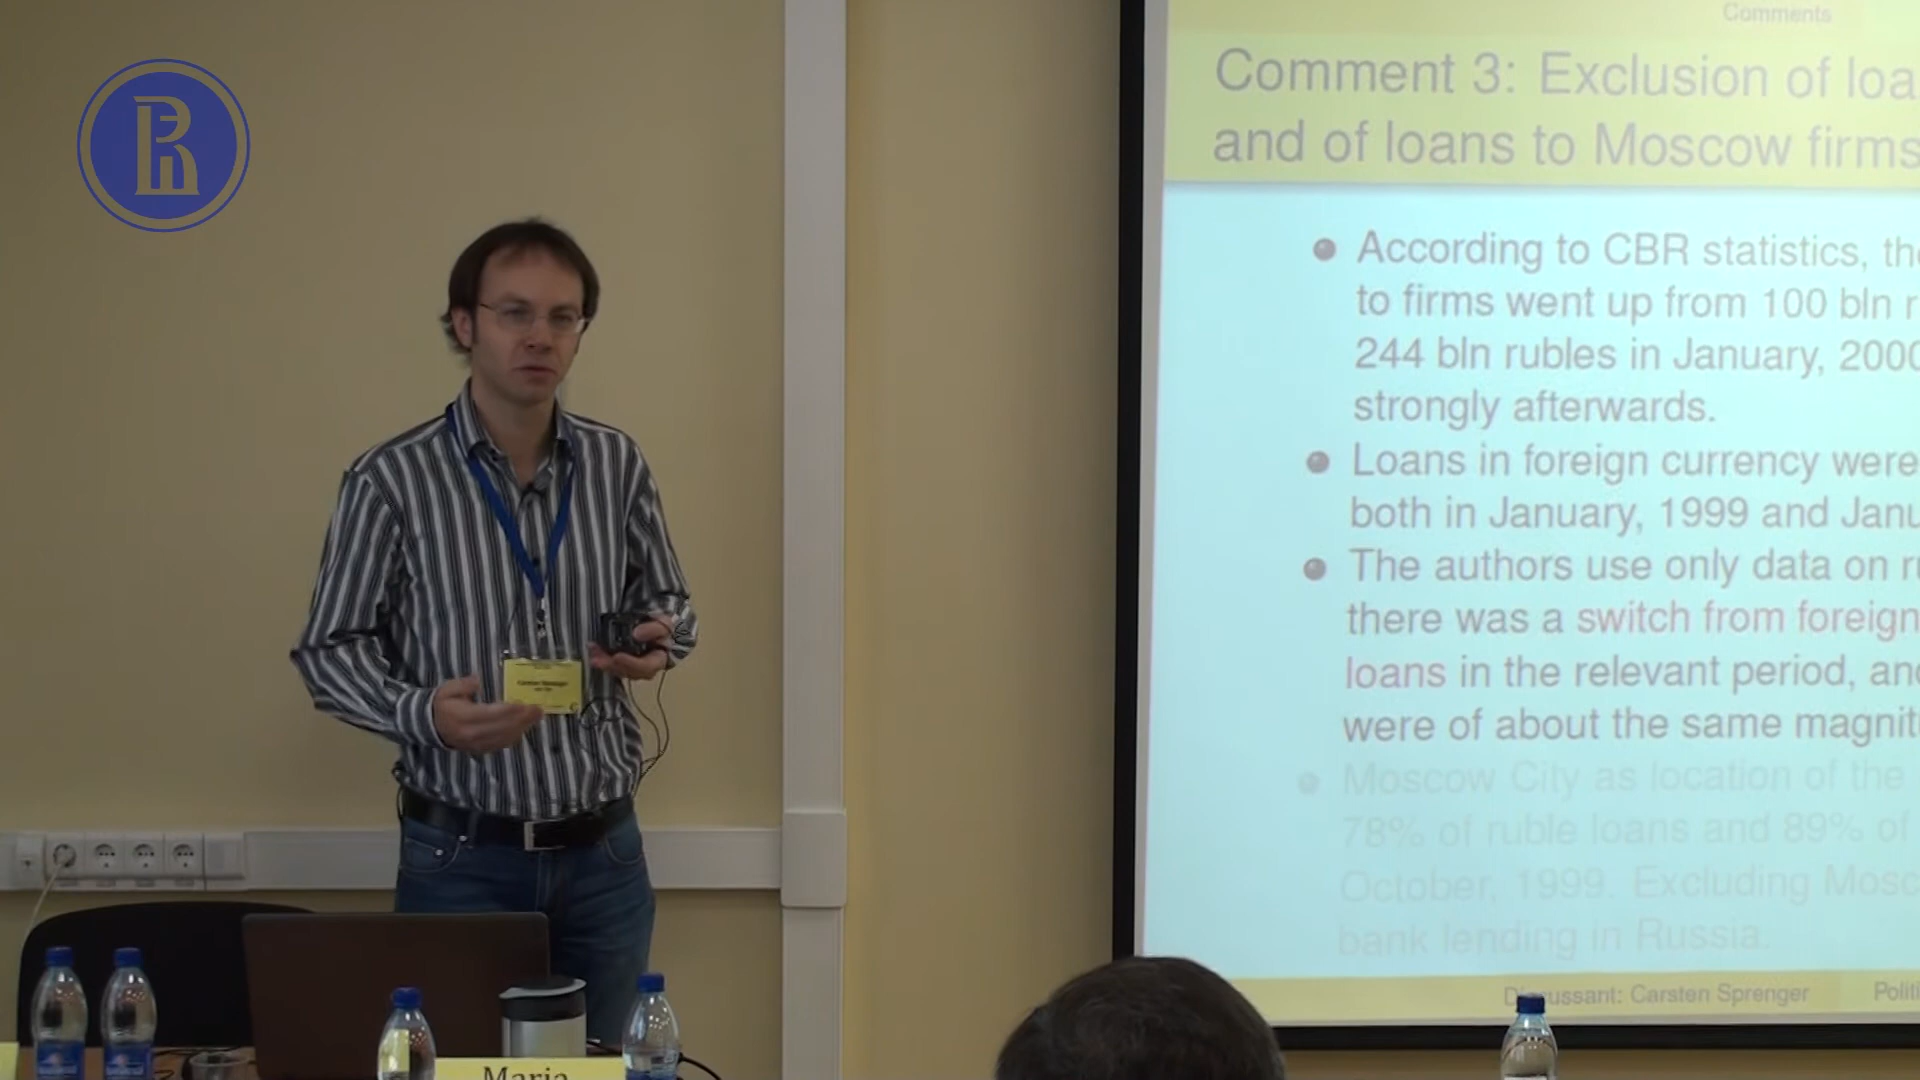 Comments
Comment 3: Exclusion of loa
and of loans to Moscow firms
According to CBR statistics, the
to firms went up from 100 bln r
244 bln rubles in January, 2000
strongly afterwards.
Loans in foreign currency were
both in January, 1999 and Janu
The authors use only data on ru
there was a switch from foreign
loans in the relevant period, and
were of about the same magnit
Moscow City as location of the
78% of ruble loans and 89% of
October, 1999. Excluding Mosc
bank lending in Russia.
Discussant: Carsten Sprenger
Politi
Carsten Sprenger
Maria